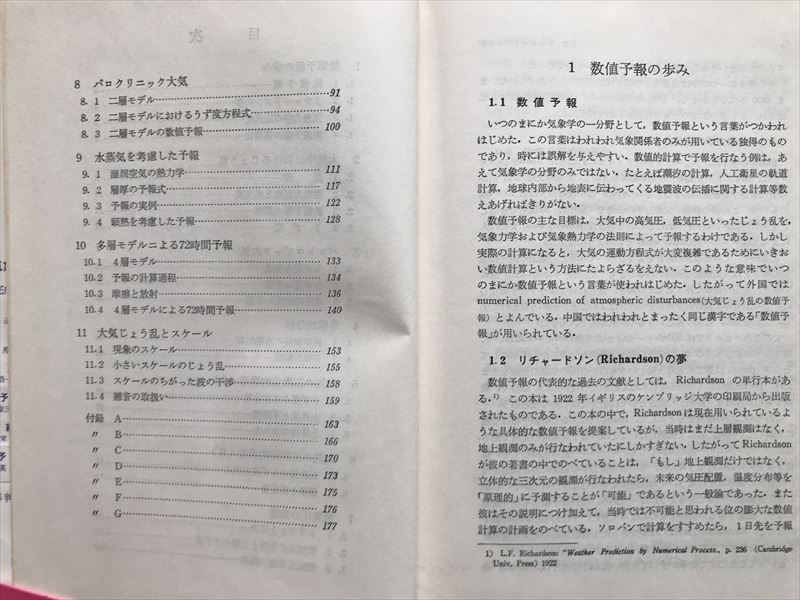 8 バロクリニック大気
8.1 二層モデル 91
8.2 二層モデルにおけるうず度方程式 94
8.3 二層モデルの数値予報 100
9 水蒸気を考慮した予報
9.1 湿潤空気の熱力学 111
9.2 層厚の予報式 117
9.3 予報の実例 122
9.4 顕熱を考慮した予報 128
10 多層モデルニよる72時間予報
10.1 4層モデル 133
10.2 予報の計算過程 134
10.3 摩擦と放射 136
10.4 4層モデルによる72時間予報 140
11 大気じょう乱とスケール
11.1 現象のスケール 153
11.2 小さいスケールのじょう乱 155
11.3 スケールのちがった波の干渉 158
11.4 雑音の取扱い 159
付録 A 163
〃 B 166
〃 C 170
〃 D 173
〃 E 175
〃 F 176
〃 G 177
1 数値予報の歩み
1.1 数値予報
いつのまにか気象学の一分野として,数値予報という言葉がつかわれ
はじめた.この言葉はわれわれ気象関係者のみが用いている独得のもの
であり,時には誤解を与えやすい.数値的計算で予報を行なう例は,あ
えて気象学の分野のみではない.たとえば潮汐の計算,人工衛星の軌道
計算,地球内部から地表に伝わってくる地震波の伝播に関する計算等数
えあげればきりがない.
数値予報の主な目標は,大気中の高気圧,低気圧といったじょう乱を,
気象力学および気象熱力学の法則によって予報するわけである.しかし
実際の計算になると,大気の運動方程式が大変複雑であるためにいきお
い数値計算という方法にたよらざるをえない.このような意味でいつ
のまにか数値予報という言葉が使われはじめた.したがって外国では
numerical prediction of atmospheric disturbances(大気じょう乱の数値予
報)とよんでいる.中国ではわれわれとまったく同じ漢字である「数値予
報」が用いられている.
1.2 リチャードソン(Richardson)の夢
数値予報の代表的な過去の文献としては,Richardson の単行本があ
る.1) この本は 1922 年イギリスのケンブリッジ大学の印刷局から出版
されたものである.この本の中で,Richardsonは現在用いられているよ
うな具体的な数値予報を提案しているが,当時はまだ上層観測はなく,
地上観測のみが行なわれていたにしかすぎない.したがってRichardson
が彼の著書の中でのべていることは,「もし」地上観測だけではなく,
立体的な三次元の観測が行なわれたら,未来の気圧配置,温度分布等を
「原理的」に予測することが「可能」であるという一般論であった.また
彼はその説明につけ加えて,当時では不可能と思われる位の膨大な数値
計算の計画をのべている.ソロバンで計算をすすめたら,1日先を予報
1) L.F. Richardson: "Weather Prediction by Numerical Process., p. 236 (Cambridge
Univ. Press) 1922